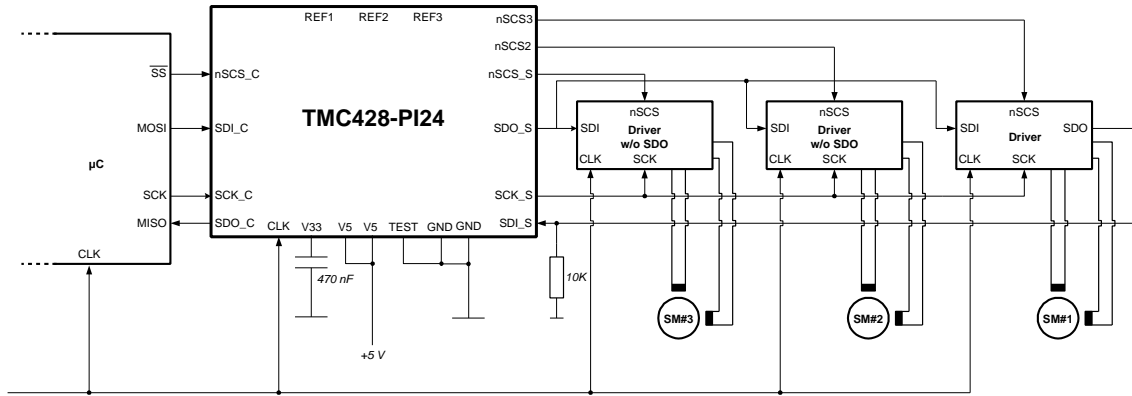 REF1 REF2 REF3
nSCS3
nSCS2
SS nSCS_C nSCS_S
TMC428-PI24
nSCS nSCS nSCS
MOSI SDI_C SDO_S SDI Driver SDI Driver SDI Driver SDO
w/o SDO w/o SDO
µC
CLK SCK CLK SCK CLK SCK
SCK SCK_C SCK_S
MISO SDO_C CLK V33 V5 V5 TEST GND GND SDI_S
CLK
470 nF 10K
SM#3 SM#2 SM#1
+5 V